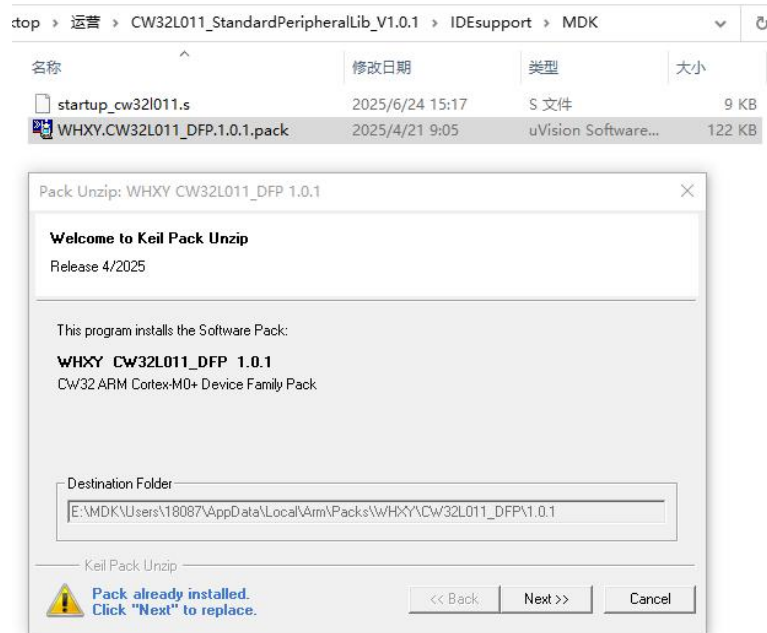 ktop > 运营 > CW32L011_StandardPeripheralLib_V1.0.1 > IDEsupport > MDK
名称 修改日期 类型 大小
startup_cw32l011.s 2025/6/24 15:17 S 文件 9 KB
WHXY.CW32L011_DFP.1.0.1.pack 2025/4/21 9:05 uVision Software... 122 KB
Pack Unzip: WHXY CW32L011_DFP 1.0.1
Welcome to Keil Pack Unzip
Release 4/2025
This program installs the Software Pack:
WHXY CW32L011_DFP 1.0.1
CW32 ARM Cortex-M0+ Device Family Pack
Destination Folder
E:\MDK\Users\18087\AppData\Local\Arm\Packs\WHXY\CW32L011_DFP\1.0.1
Keil Pack Unzip
Pack already installed.
Click "Next" to replace.
<< Back Next >> Cancel